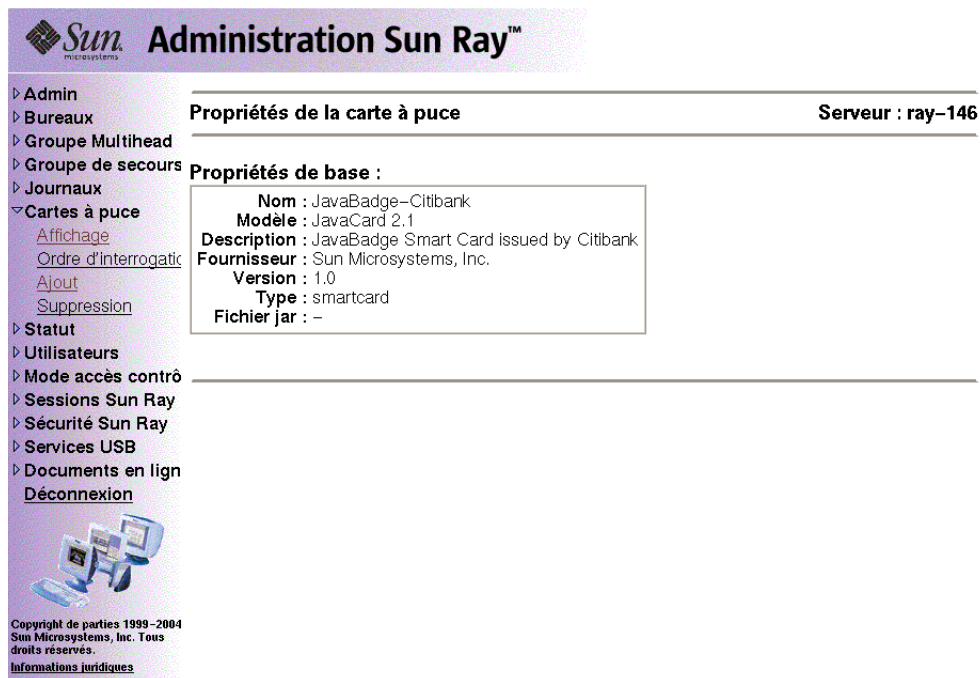 Sun
microsystems
Administration Sun Ray™
Admin
Bureaux
Groupe Multihead
Groupe de secours
Journaux
Cartes à puce
Affichage
Ordre d'interrogatic
Ajout
Suppression
Statut
Utilisateurs
Mode accès contrô
Sessions Sun Ray
Sécurité Sun Ray
Services USB
Documents en lign
Déconnexion
Copyright de parties 1999–2004
Sun Microsystems, Inc. Tous
droits réservés.
Informations juridiques
Propriétés de la carte à puce Serveur : ray–146
Propriétés de base :
Nom : JavaBadge–Citibank
Modèle : JavaCard 2.1
Description : JavaBadge Smart Card issued by Citibank
Fournisseur : Sun Microsystems, Inc.
Version : 1.0
Type : smartcard
Fichier jar : –